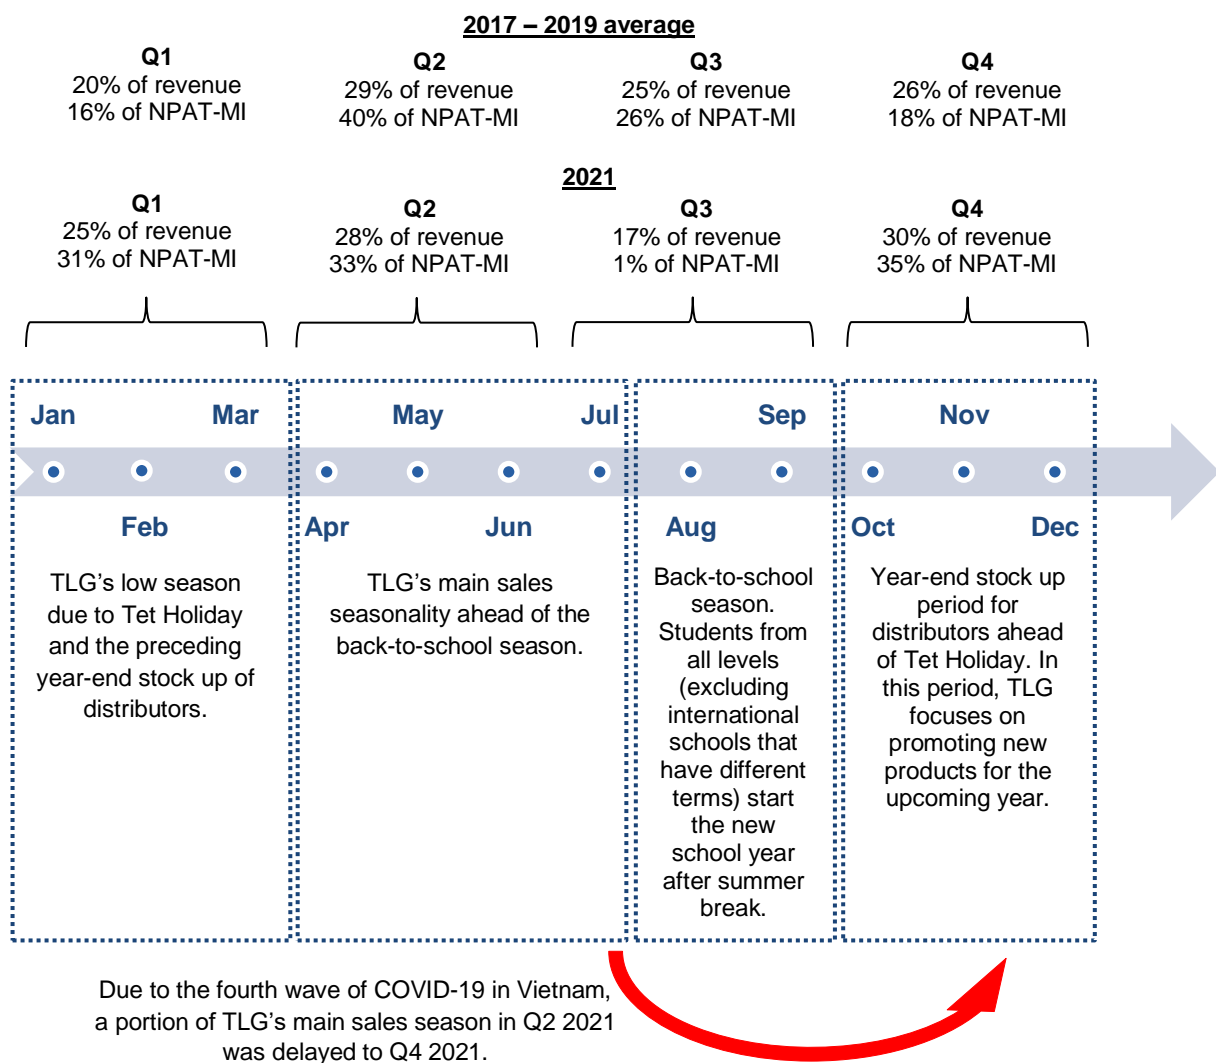 2017 – 2019 average
Q1
20% of revenue
16% of NPAT-MI
Q2
29% of revenue
40% of NPAT-MI
Q3
25% of revenue
26% of NPAT-MI
Q4
26% of revenue
18% of NPAT-MI
2021
Q1
25% of revenue
31% of NPAT-MI
Q2
28% of revenue
33% of NPAT-MI
Q3
17% of revenue
1% of NPAT-MI
Q4
30% of revenue
35% of NPAT-MI
Jan
Mar
May
Jul
Sep
Nov
Feb
Apr
Jun
Aug
Oct
Dec
TLG’s low season
due to Tet Holiday
and the preceding
year-end stock up of
distributors.
TLG’s main sales
seasonality ahead of the
back-to-school season.
Back-to-school
season.
Students from
all levels
(excluding
international
schools that
have different
terms) start
the new
school year
after summer
break.
Year-end stock up
period for
distributors ahead
of Tet Holiday. In
this period, TLG
focuses on
promoting new
products for the
upcoming year.
Due to the fourth wave of COVID-19 in Vietnam,
a portion of TLG’s main sales season in Q2 2021
was delayed to Q4 2021.